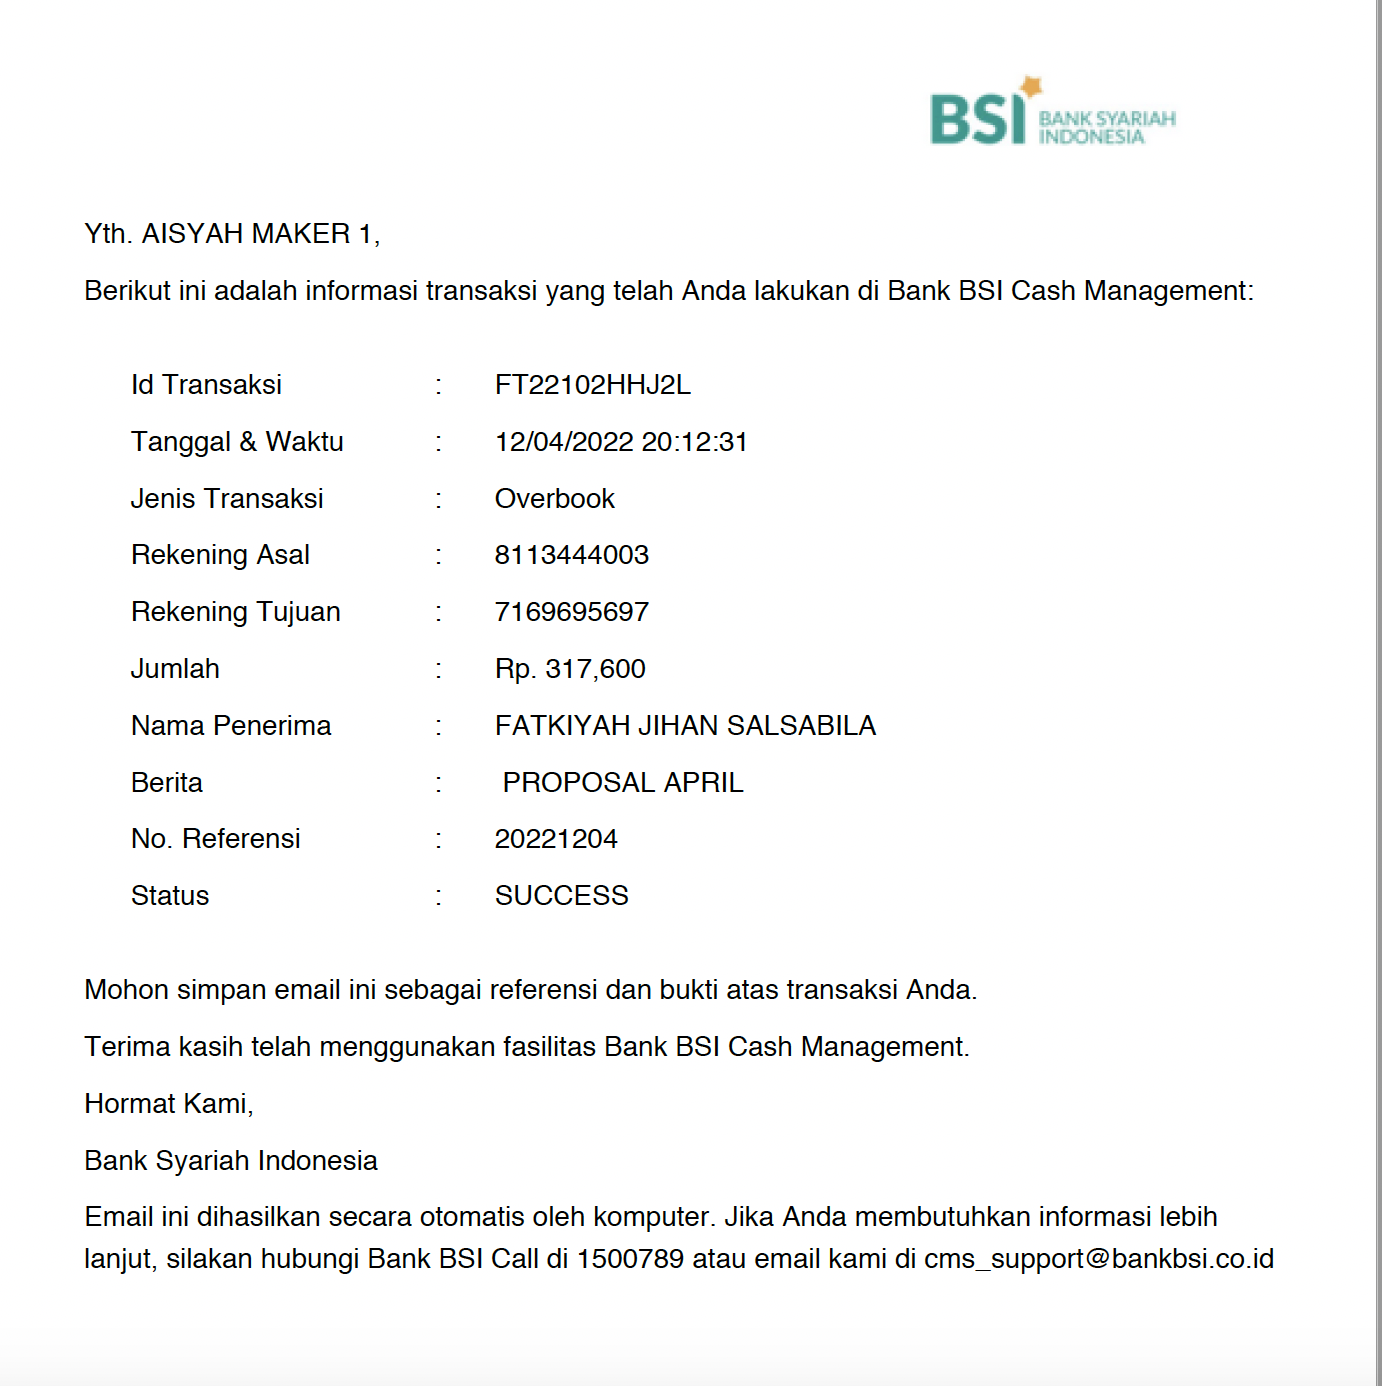 BSI BANK SYARIAH
INDONESIA
Yth. AISYAH MAKER 1,
Berikut ini adalah informasi transaksi yang telah Anda lakukan di Bank BSI Cash Management:
Id Transaksi : FT22102HHJ2L
Tanggal & Waktu : 12/04/2022 20:12:31
Jenis Transaksi : Overbook
Rekening Asal : 8113444003
Rekening Tujuan : 7169695697
Jumlah : Rp. 317,600
Nama Penerima : FATKIYAH JIHAN SALSABILA
Berita : PROPOSAL APRIL
No. Referensi : 20221204
Status : SUCCESS
Mohon simpan email ini sebagai referensi dan bukti atas transaksi Anda.
Terima kasih telah menggunakan fasilitas Bank BSI Cash Management.
Hormat Kami,
Bank Syariah Indonesia
Email ini dihasilkan secara otomatis oleh komputer. Jika Anda membutuhkan informasi lebih
lanjut, silakan hubungi Bank BSI Call di 1500789 atau email kami di cms_support@bankbsi.co.id